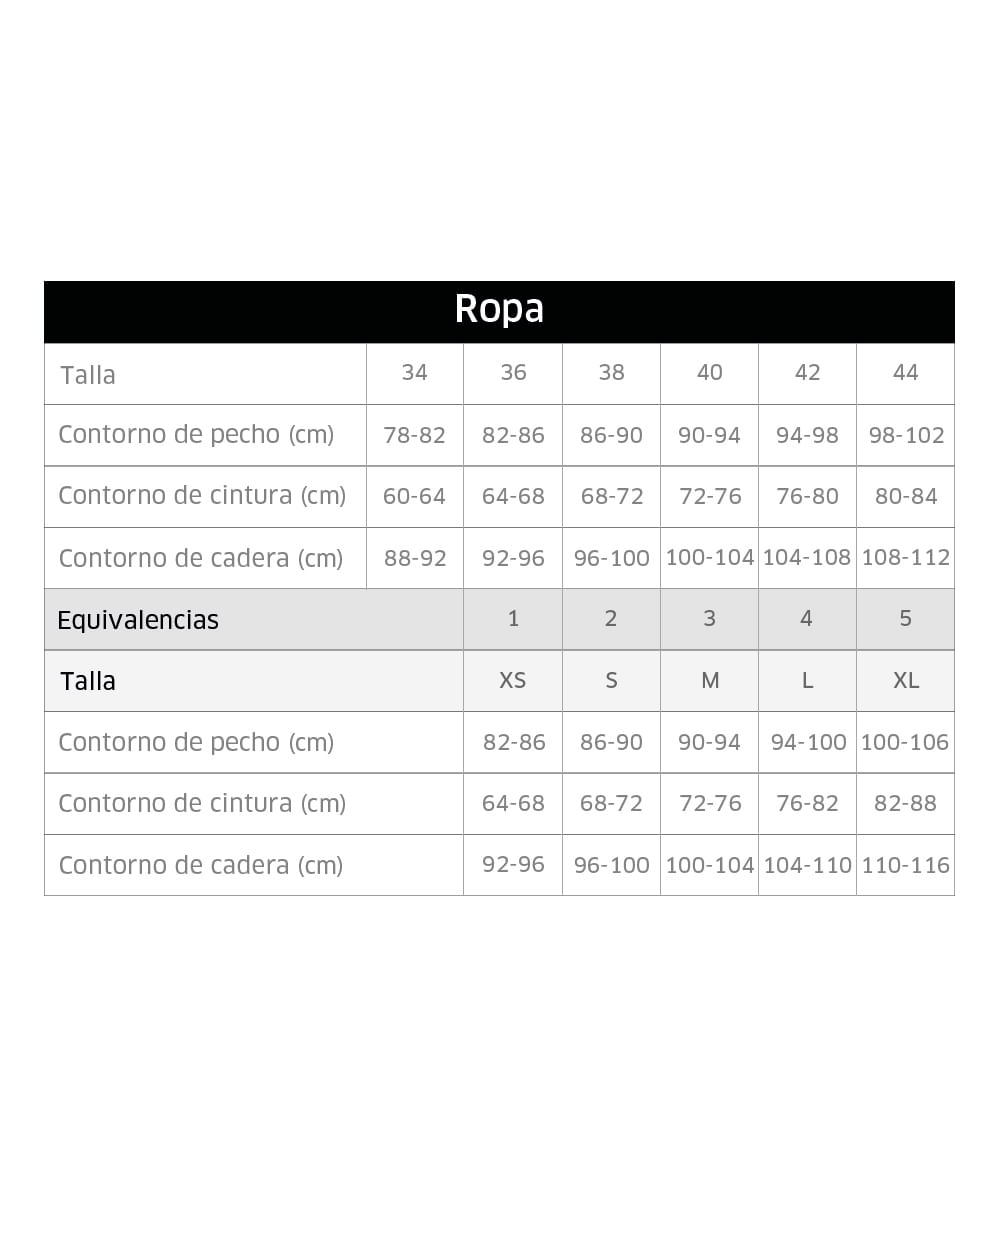 Ropa
Talla 34 36 38 40 42 44
Contorno de pecho (cm) 78-82 82-86 86-90 90-94 94-98 98-102
Contorno de cintura (cm) 60-64 64-68 68-72 72-76 76-80 80-84
Contorno de cadera (cm) 88-92 92-96 96-100 100-104 104-108 108-112
Equivalencias 1 2 3 4 5
Talla XS S M L XL
Contorno de pecho (cm) 82-86 86-90 90-94 94-100 100-106
Contorno de cintura (cm) 64-68 68-72 72-76 76-82 82-88
Contorno de cadera (cm) 92-96 96-100 100-104 104-110 110-116